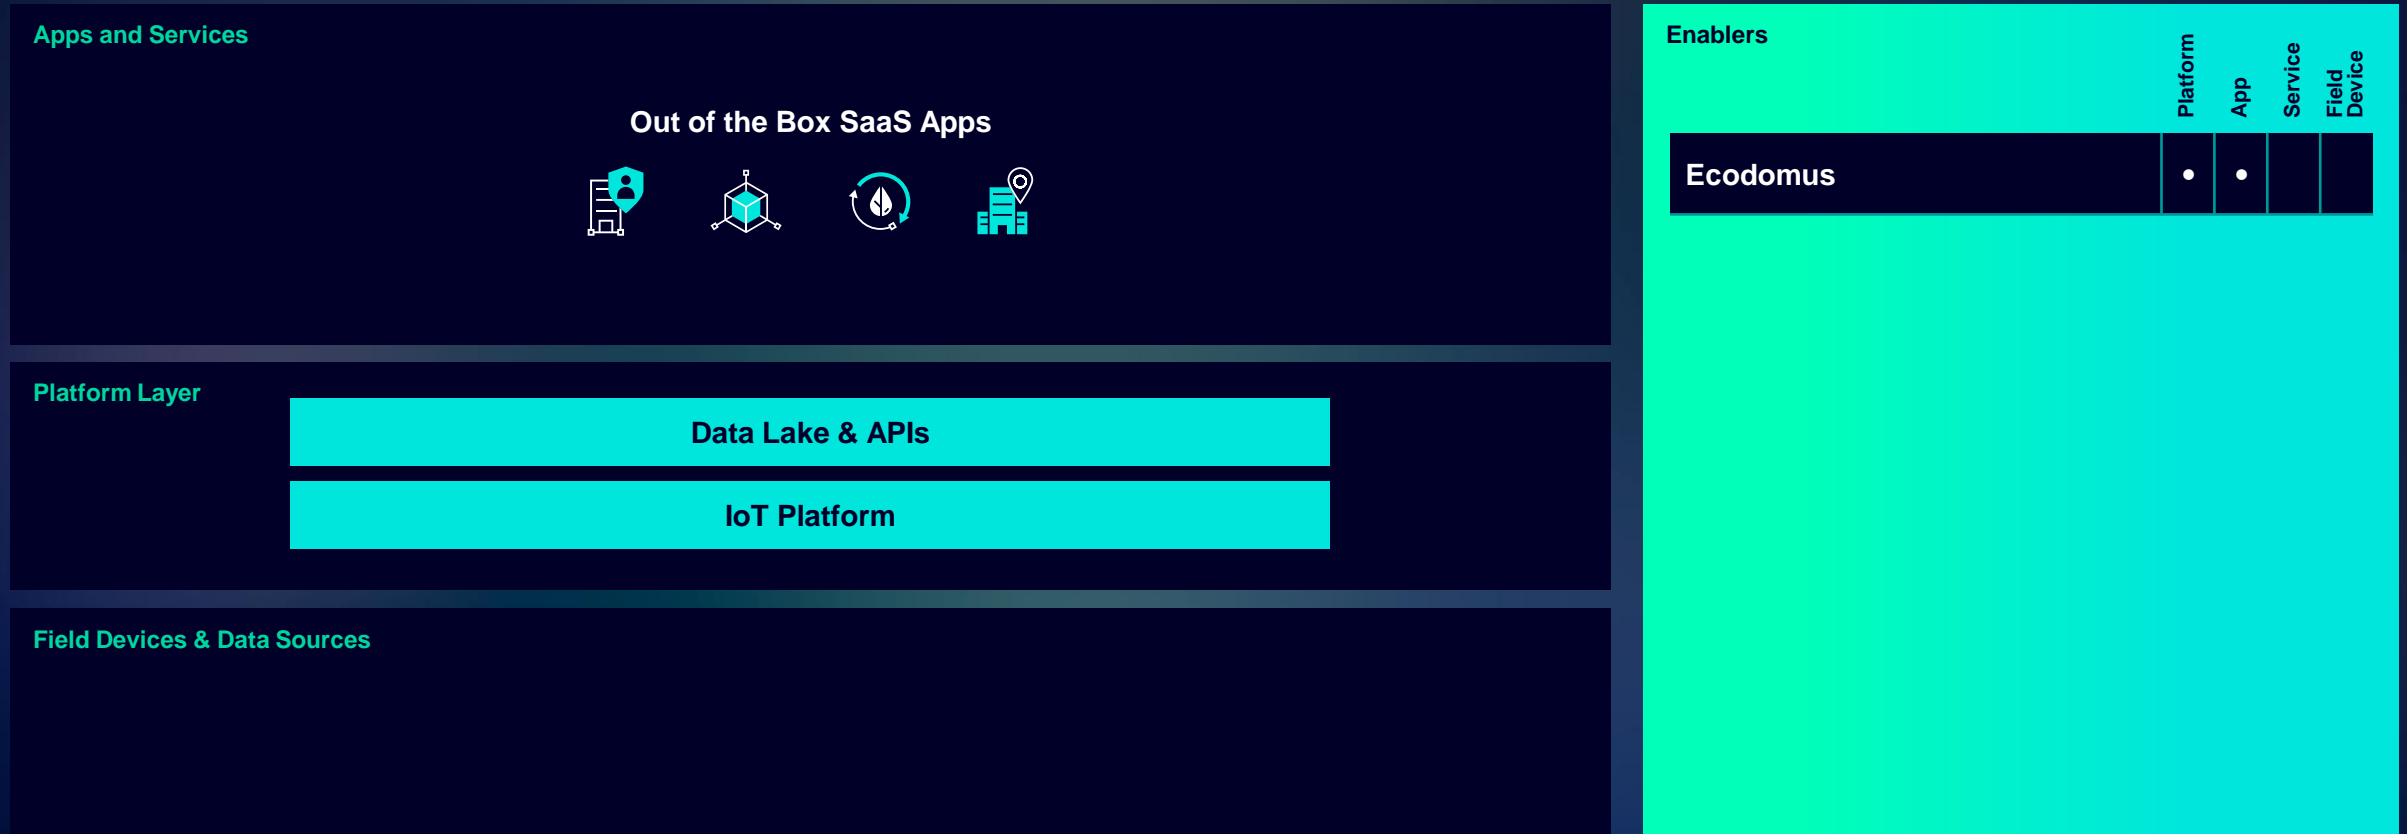 Apps and Services
Out of the Box SaaS Apps
Platform Layer
Data Lake & APIs
IoT Platform
Field Devices & Data Sources
Enablers
Platform
App
Service
Field
Device
Ecodomus